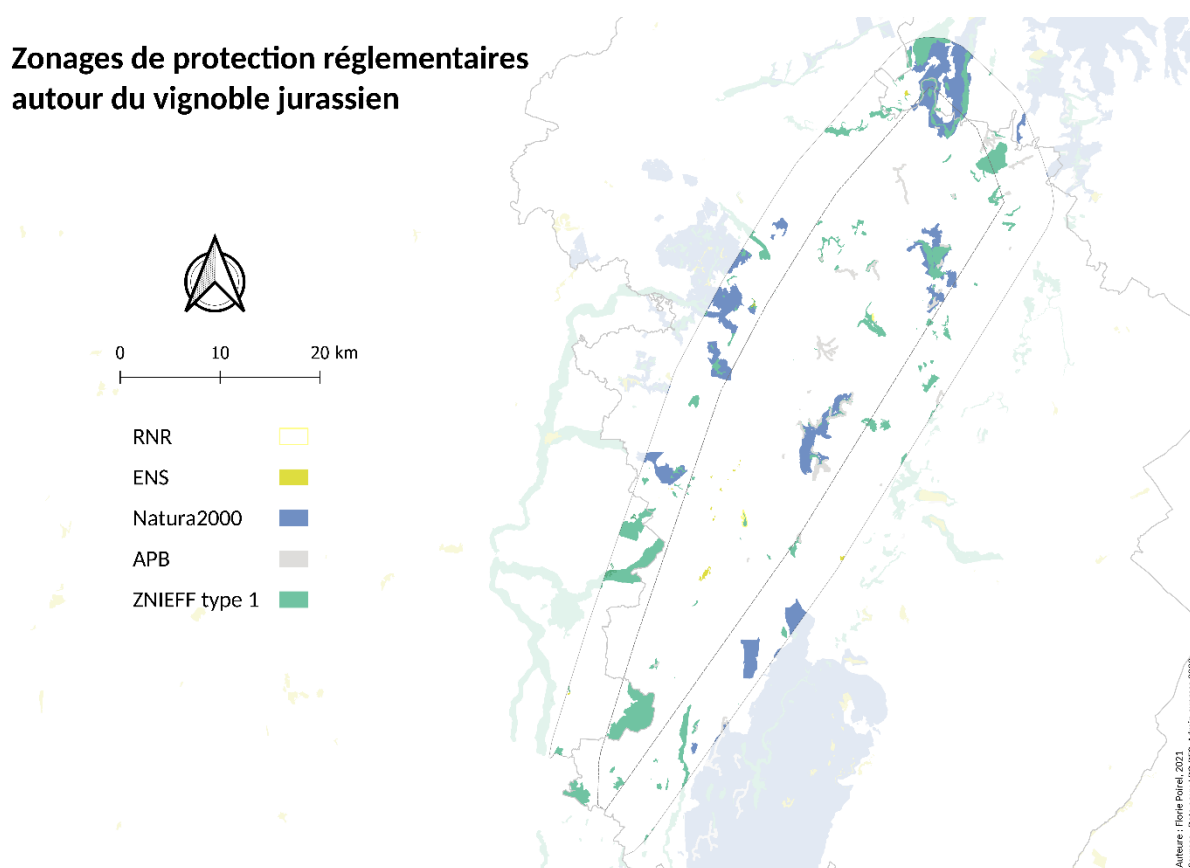 Zonages de protection réglementaires
autour du vignoble jurassien
0 10 20 km
RNR
ENS
Natura2000
APB
ZNIEFF type 1
Auteure : Florie Poirel, 2021